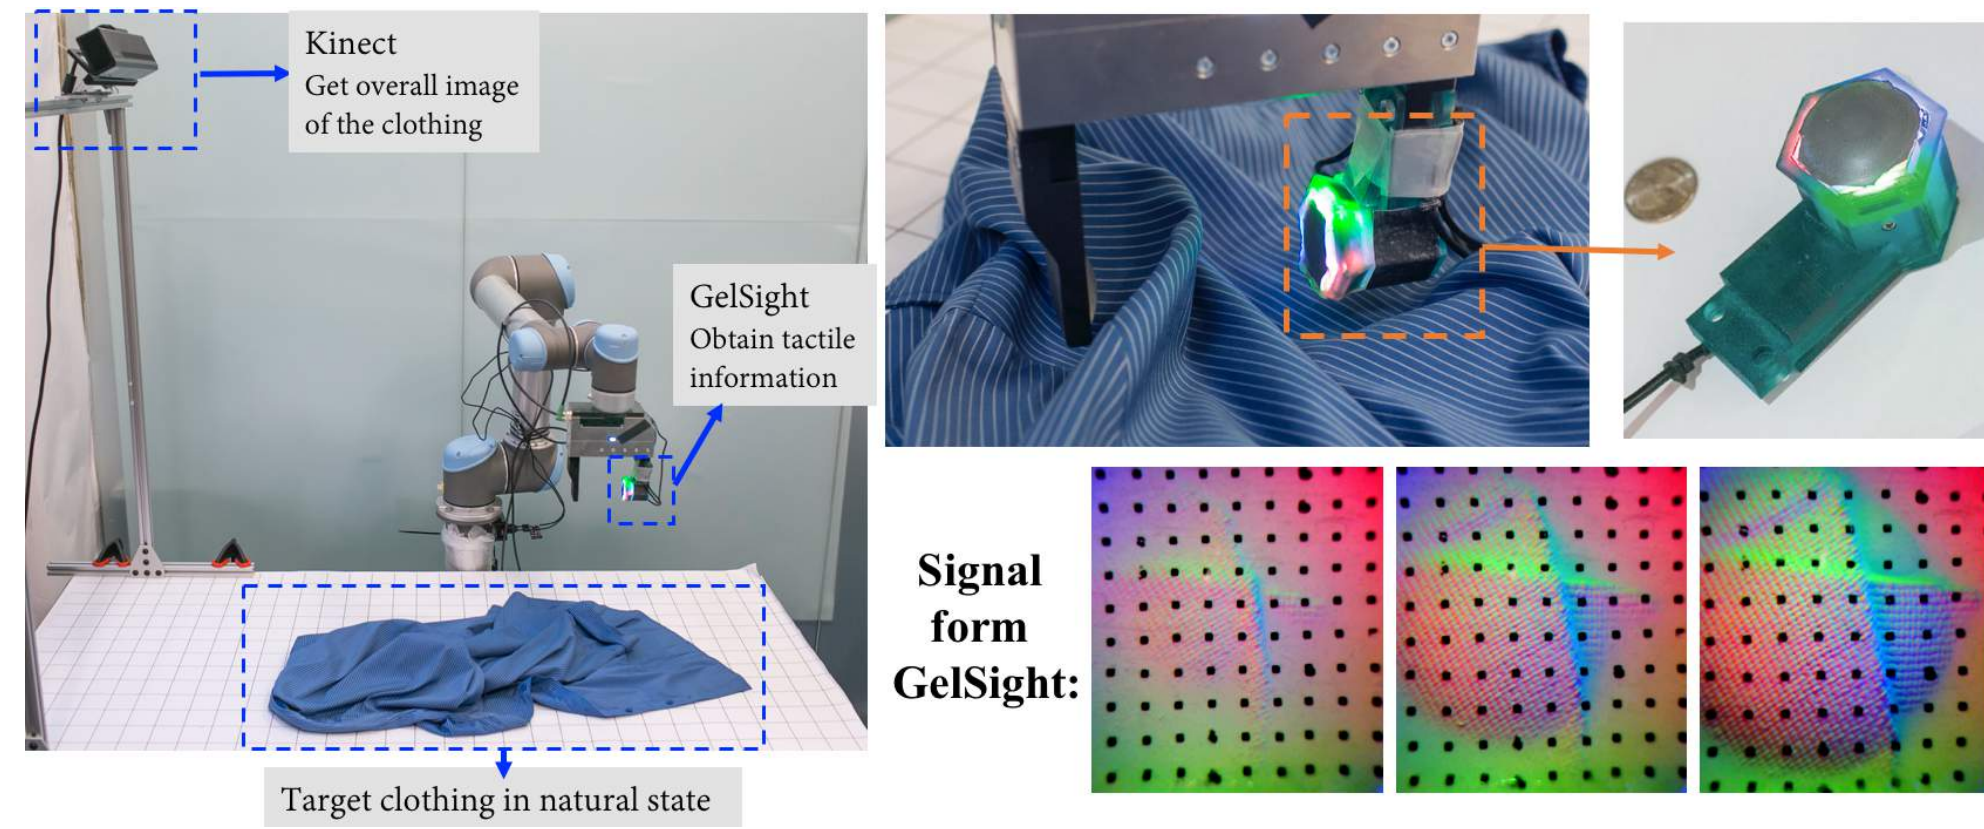 Kinect
Get overall image
of the clothing
GelSight
Obtain tactile
information
Target clothing in natural state
Signal
form
GelSight: